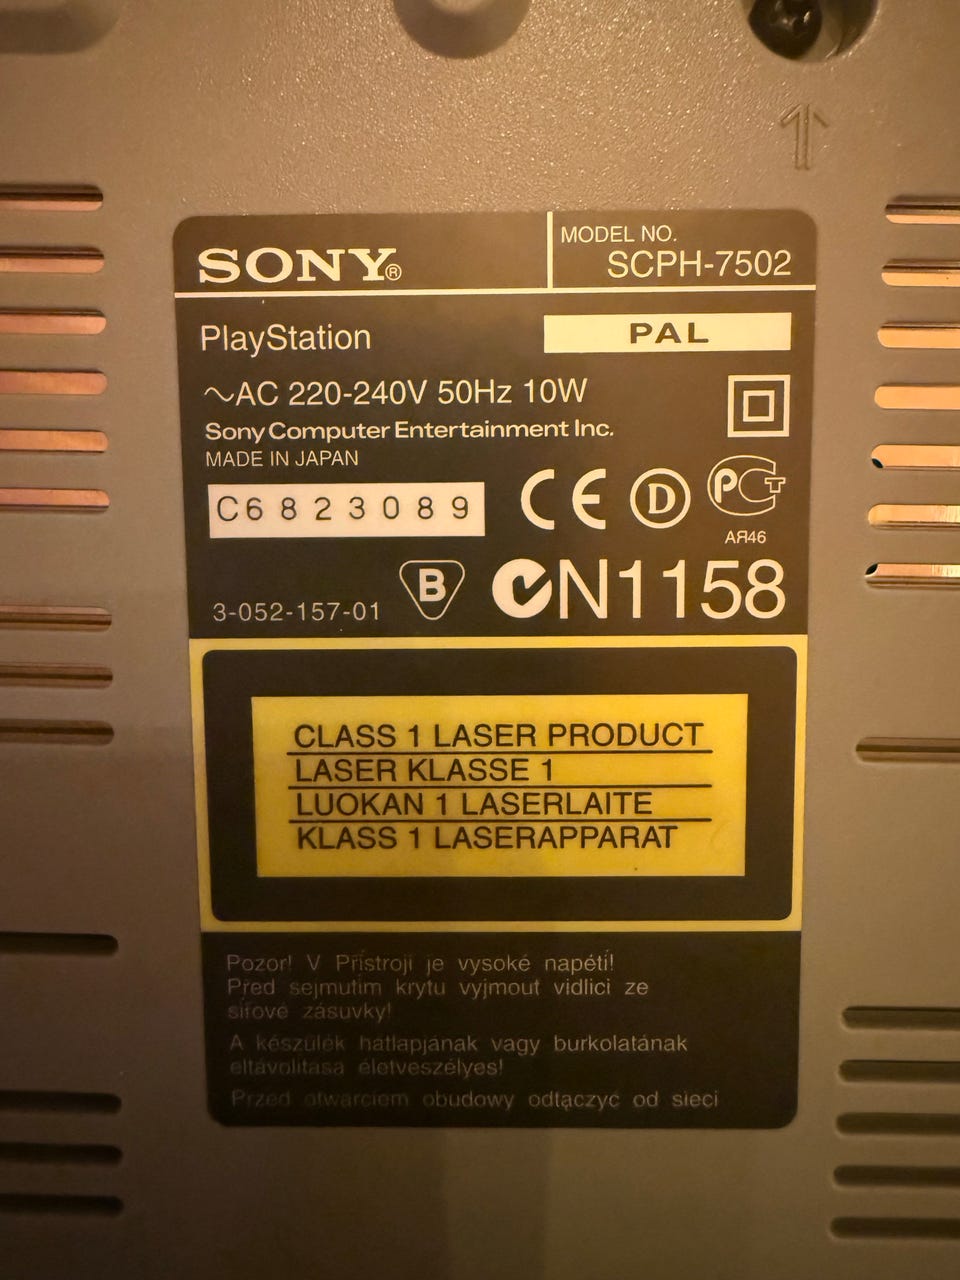 SONY®
MODEL NO.
SCPH-7502
PlayStation
PAL
～AC 220-240V 50Hz 10W
Sony Computer Entertainment Inc.
MADE IN JAPAN
C6823089
CE D PCT
АЯ46
3-052-157-01
B
N1158
CLASS 1 LASER PRODUCT
LASER KLASSE 1
LUOKAN 1 LASERLAITE
KLASS 1 LASERAPPARAT
Pozor! V Přístroji je vysoké napétí!
Před sejmutím krytu vyjmout vidlici ze
síťové zásuvky!
A készülék hátlapjának vagy burkolatának
eltávolítása életveszélyes!
Przed otwarciem obudowy odtączyć od sieci